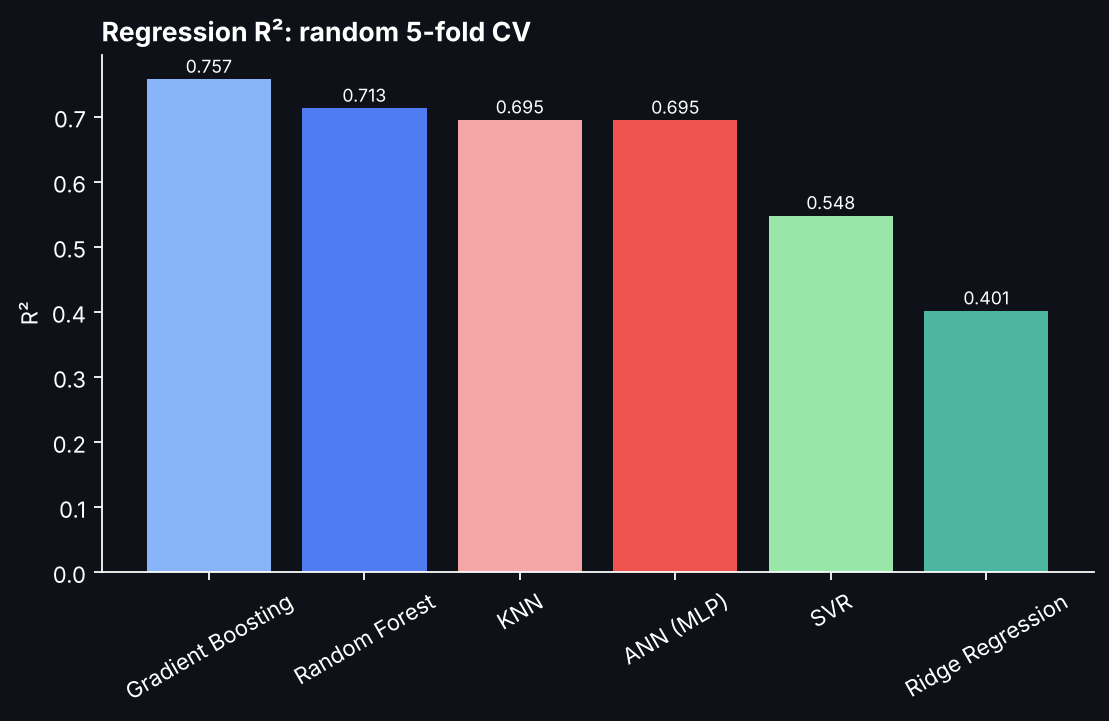 Regression R²: random 5-fold CV
0.757
0.713
0.695
0.695
0.548
0.401
R²
0.7
0.6
0.5
0.4
0.3
0.2
0.1
0.0
Gradient Boosting
Random Forest
KNN
ANN (MLP)
SVR
Ridge Regression